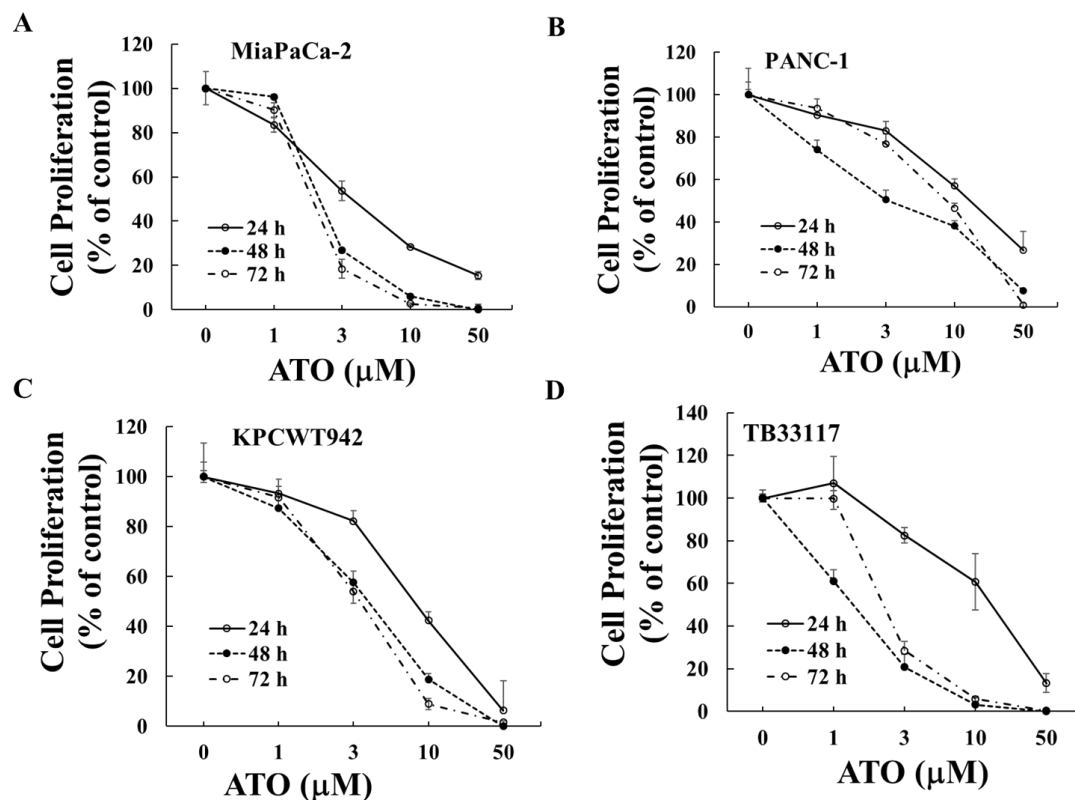 A
MiaPaCa-2
Cell Proliferation
(% of control)
120
100
80
60
40
20
0
24 h
48 h
72 h
0 1 3 10 50
ATO (μM)
B
PANC-1
Cell Proliferation
(% of control)
120
100
80
60
40
20
0
24 h
48 h
72 h
0 1 3 10 50
ATO (μM)
C
KPCWT942
Cell Proliferation
(% of control)
120
100
80
60
40
20
0
24 h
48 h
72 h
0 1 3 10 50
ATO (μM)
D
TB33117
Cell Proliferation
(% of control)
140
120
100
80
60
40
20
0
24 h
48 h
72 h
0 1 3 10 50
ATO (μM)